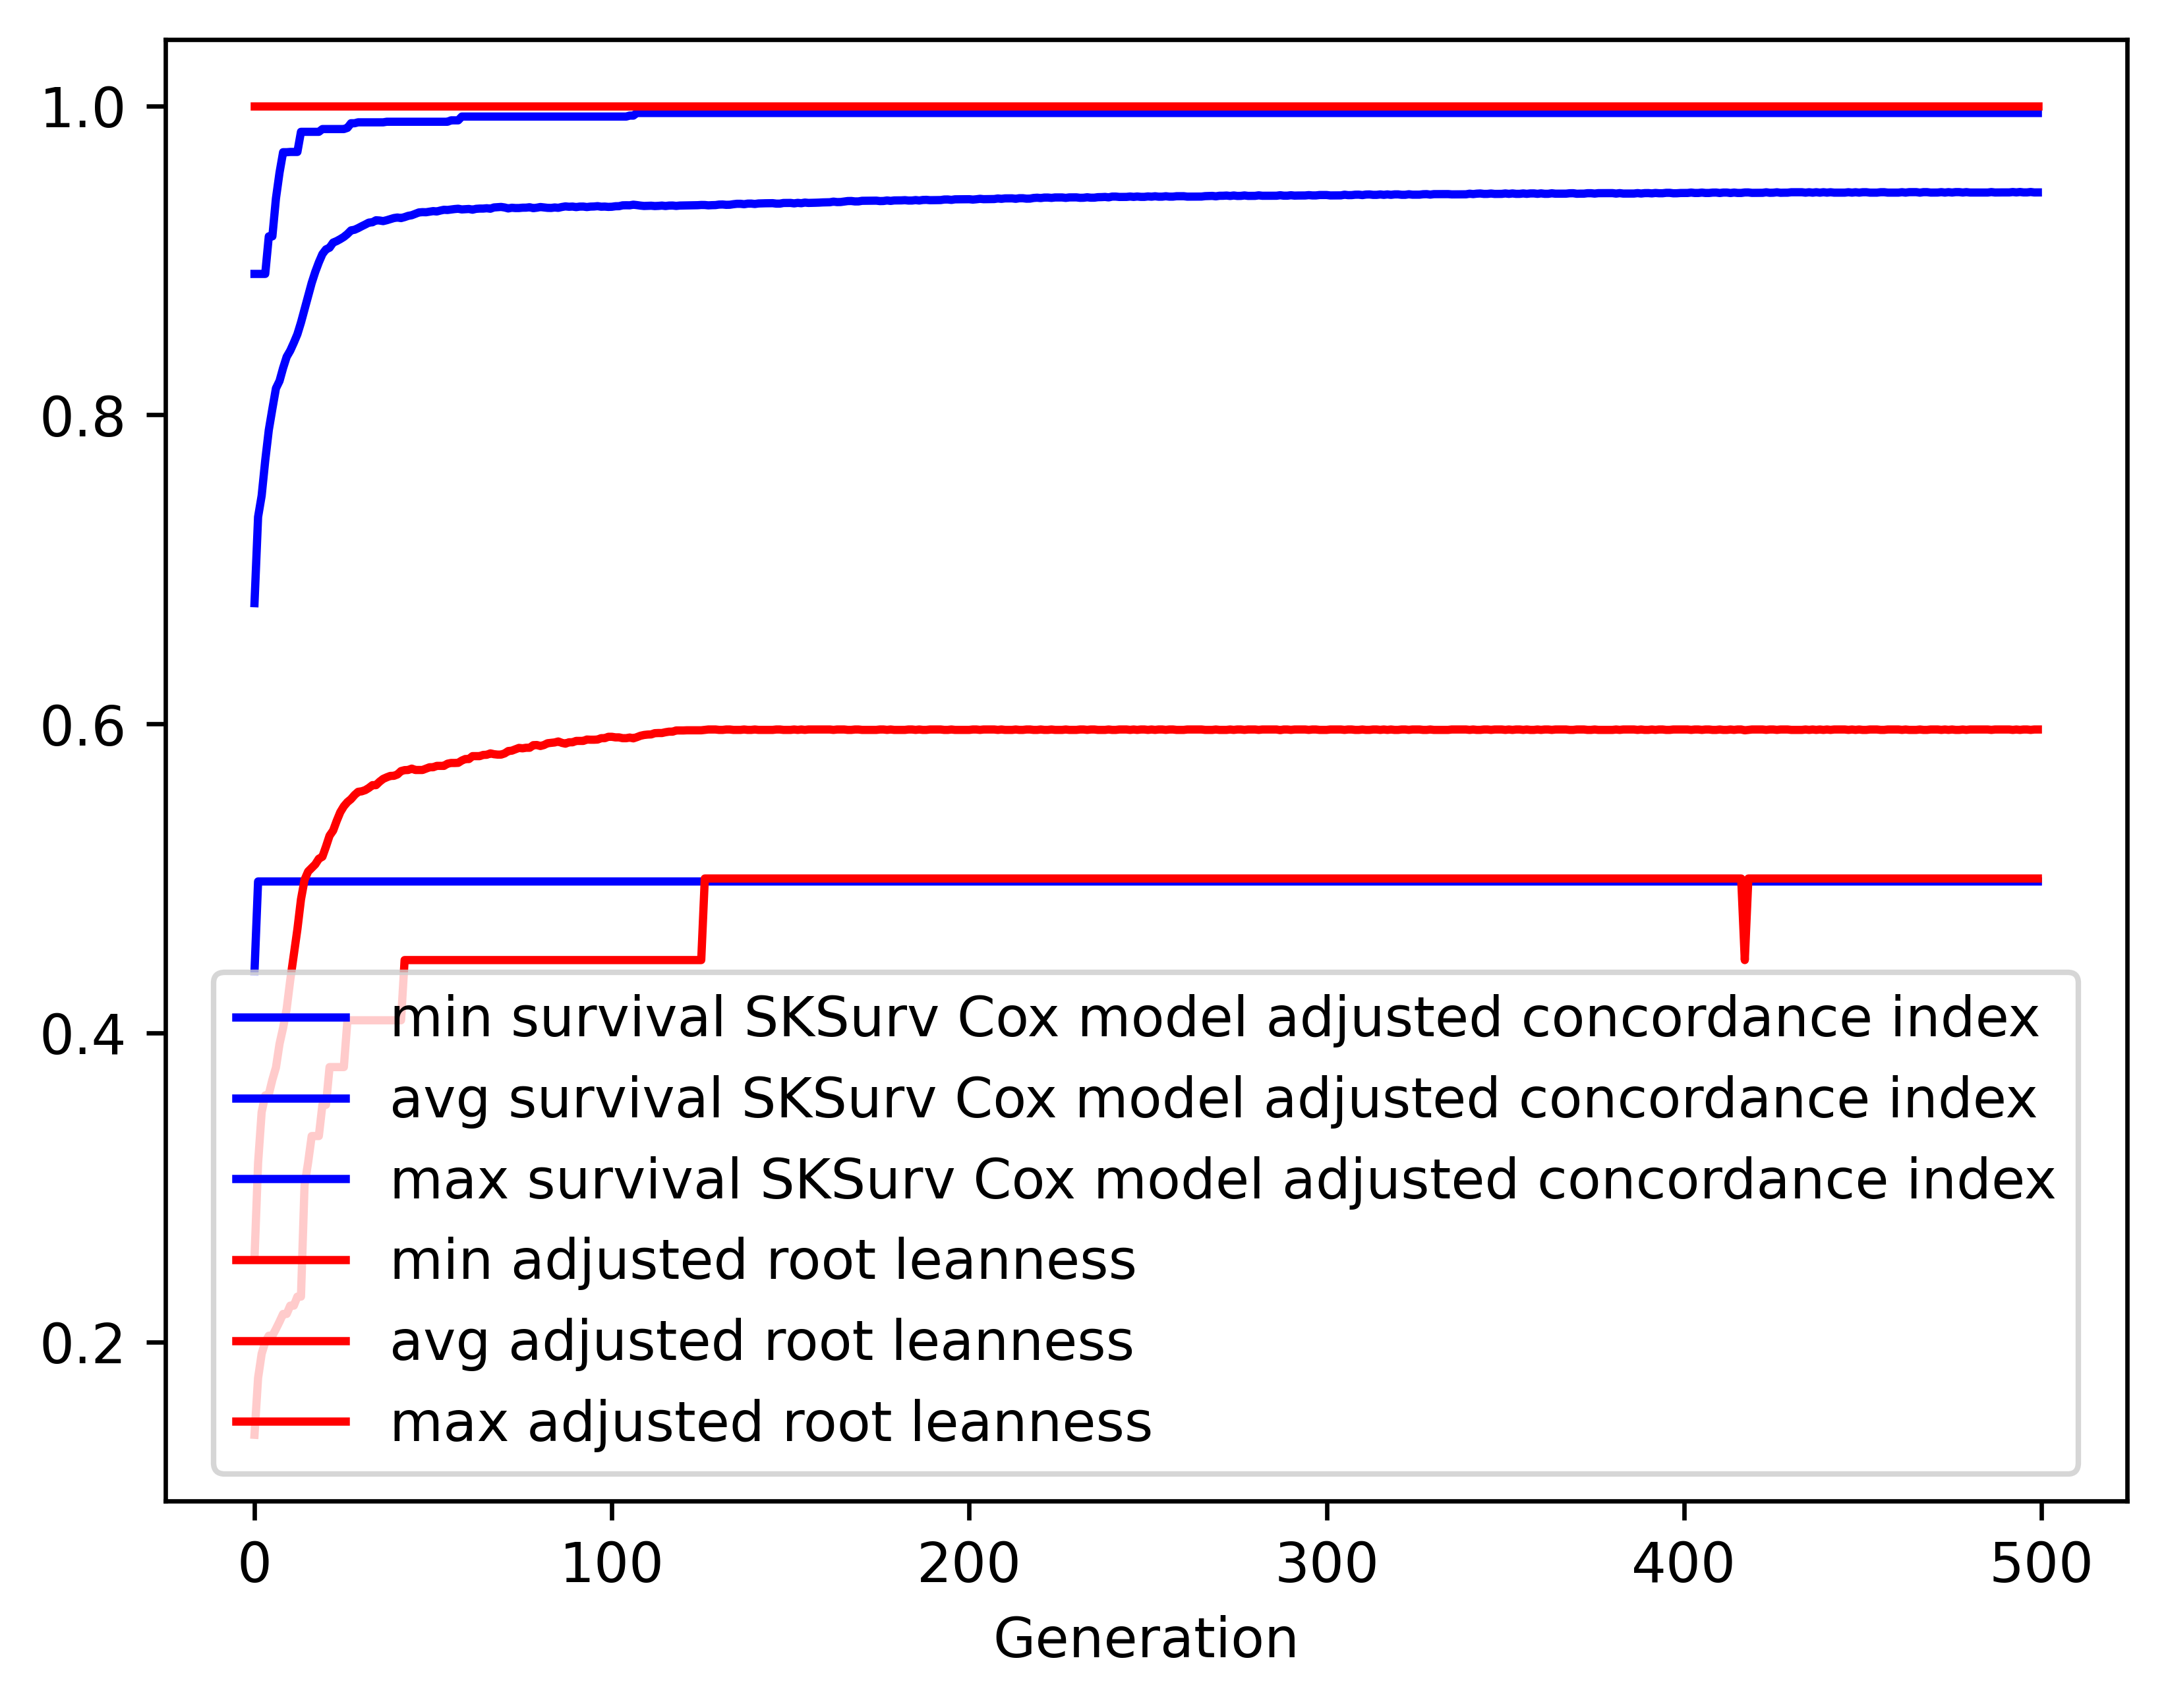 1.0
0.8
0.6
0.4
0.2
min survival SKSurv Cox model adjusted concordance index
avg survival SKSurv Cox model adjusted concordance index
max survival SKSurv Cox model adjusted concordance index
min adjusted root leanness
avg adjusted root leanness
max adjusted root leanness
0 100 200 300 400 500
Generation